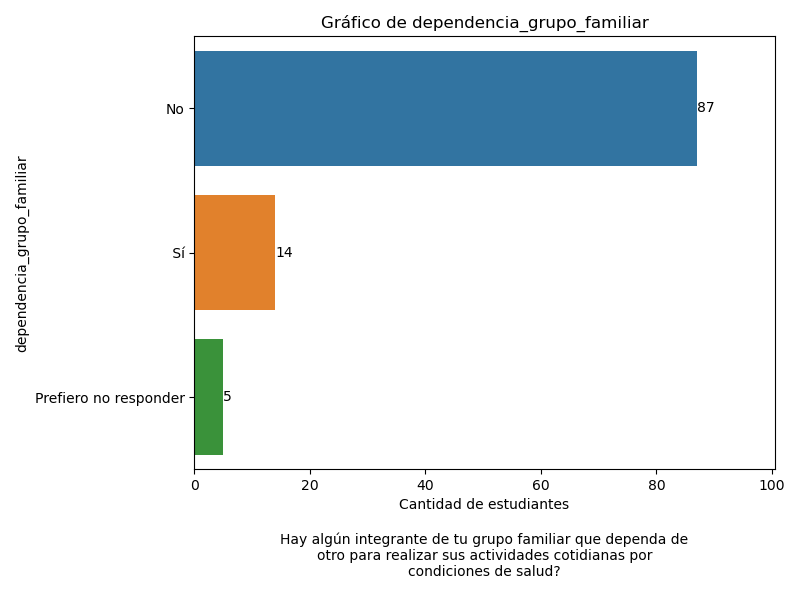 Gráfico de dependencia_grupo_familiar
dependencia_grupo_familiar
No
87
Sí
14
Prefiero no responder
5
0 20 40 60 80 100
Cantidad de estudiantes
Hay algún integrante de tu grupo familiar que dependa de
otro para realizar sus actividades cotidianas por
condiciones de salud?